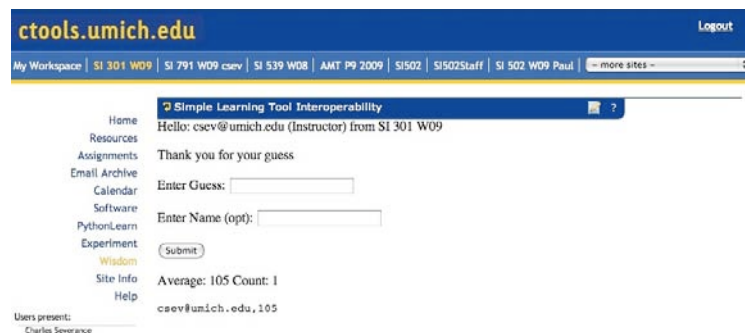 ctools.umich.edu
Logout
My Workspace | SI 301 W09 | SI 791 W09 csev | SI 539 W08 | AMT P9 2009 | SI502 | SI502Staff | SI 502 W09 Paul | - more sites -
Simple Learning Tool Interoperability ?
Home
Resources
Assignments
Email Archive
Calendar
Software
PythonLearn
Experiment
Wisdom
Site Info
Help
Users present:
Charles Severance
Hello: csev@umich.edu (Instructor) from SI 301 W09
Thank you for your guess
Enter Guess:
Enter Name (opt):
Submit
Average: 105 Count: 1
csev@umich.edu,105